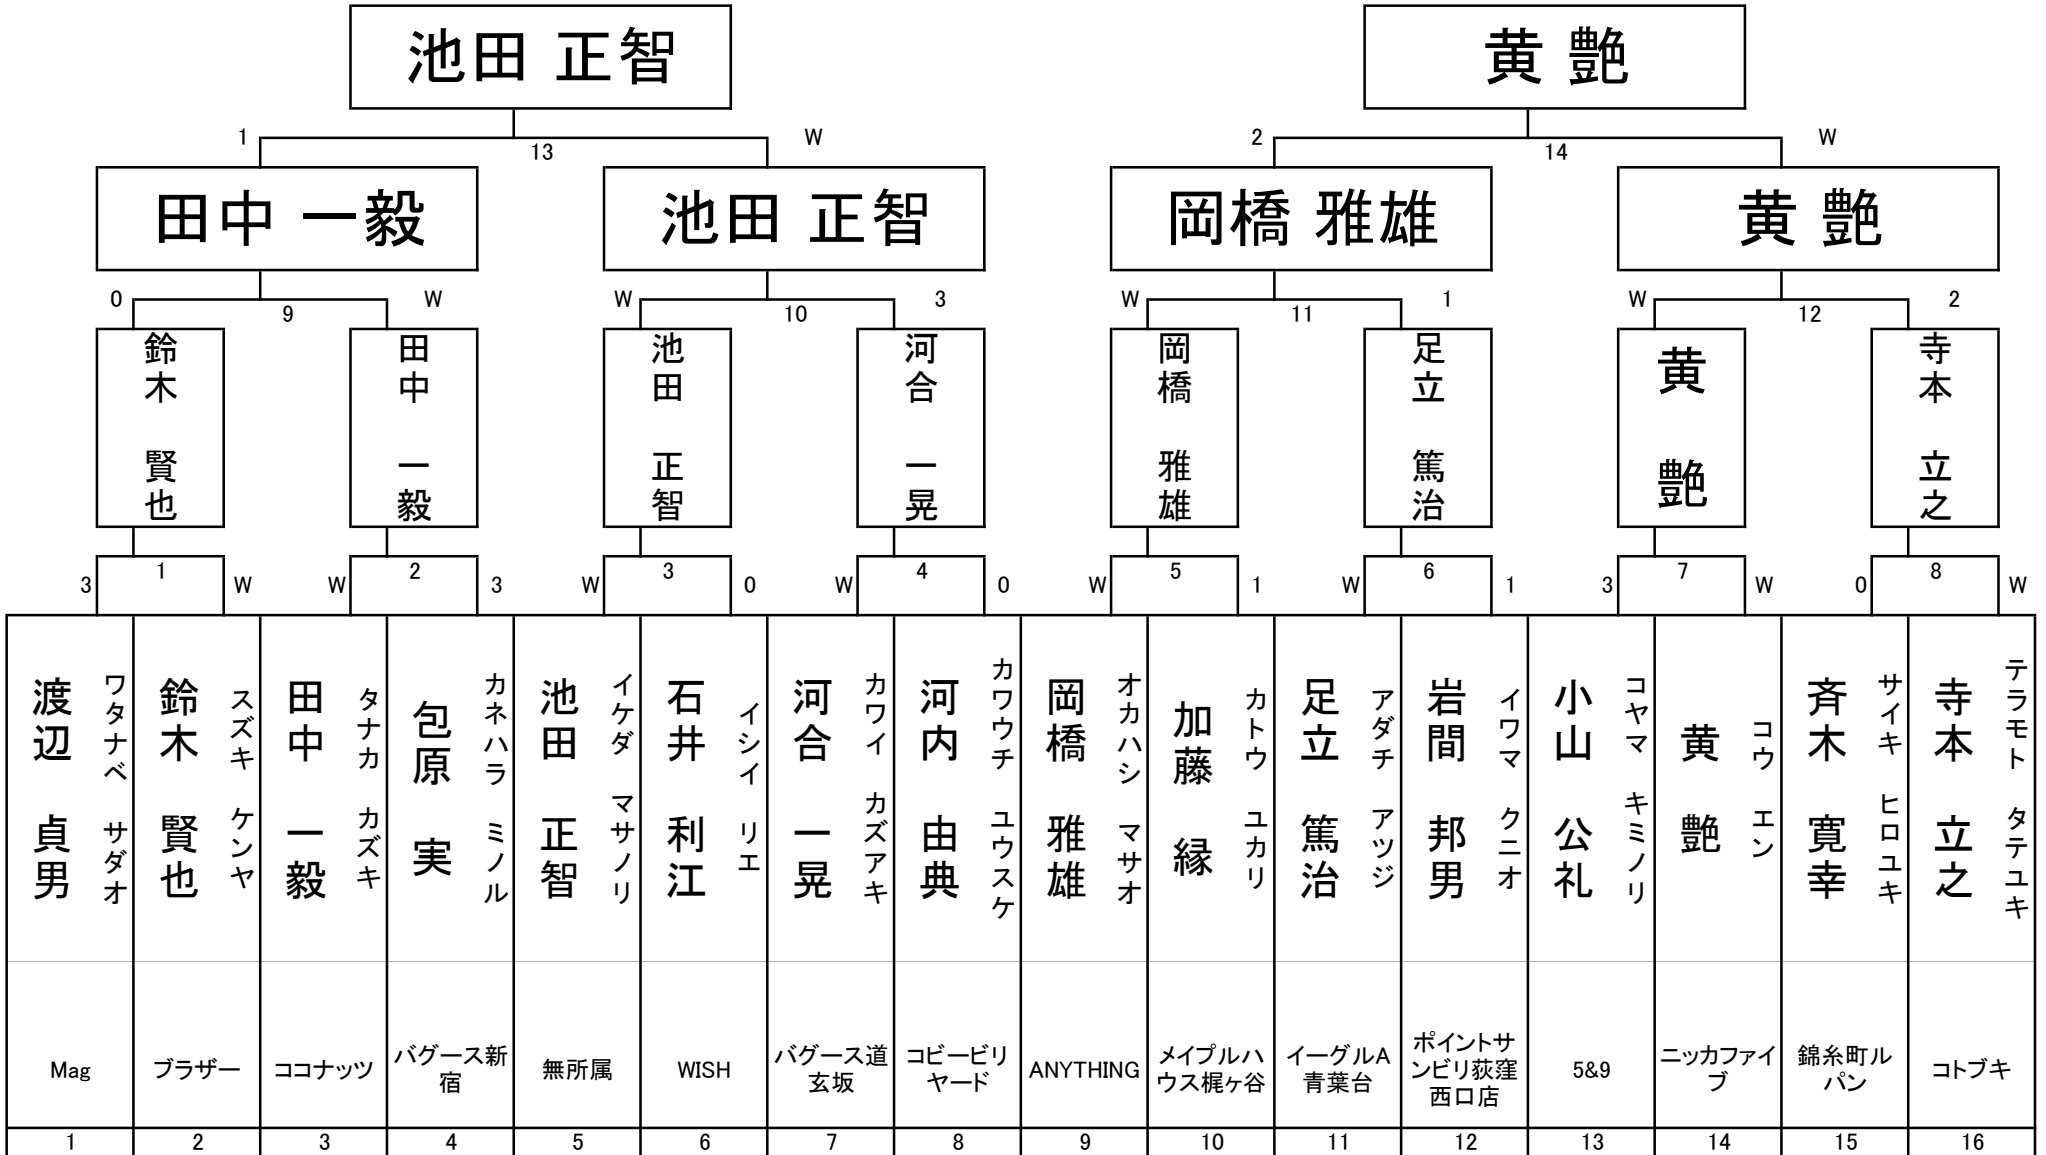 池田 正智
黄 艶
1
13
W
2
14
W
田中 一毅
池田 正智
岡橋 雅雄
黄 艶
0
9
W
W
10
3
W
11
1
W
12
2
鈴木 賢也
田中 一毅
池田 正智
河合 一晃
岡橋 雅雄
足立 篤治
黄 艶
寺本 立之
3
1
W
W
2
3
W
3
0
W
4
0
W
5
1
W
6
1
3
7
W
0
8
W
渡辺 貞男
ワタナベ サダオ
鈴木 賢也
スズキ ケンヤ
田中 一毅
タナカ カズキ
包原 実
カネハラ ミノル
池田 正智
イケダ マサノリ
石井 利江
イシイ リエ
河合 一晃
カワイ カズアキ
河内 由典
カワウチ ユウスケ
岡橋 雅雄
オカハシ マサオ
加藤 縁
カトウ ユカリ
足立 篤治
アダチ アツジ
岩間 邦男
イワマ クニオ
小山 公礼
コヤマ キミノリ
黄 艶
コウ エン
斉木 寛幸
サイキ ヒロユキ
寺本 立之
テラモト タテユキ
Mag
ブラザー
ココナッツ
バグース新
宿
無所属
WISH
バグース道
玄坂
コビービリ
ヤード
ANYTHING
メイプルハ
ウス梶ヶ谷
イーグルA
青葉台
ポイントサ
ンビリ荻窪
西口店
5&9
ニッカファイ
ブ
錦糸町ル
パン
コトブキ
1
2
3
4
5
6
7
8
9
10
11
12
13
14
15
16